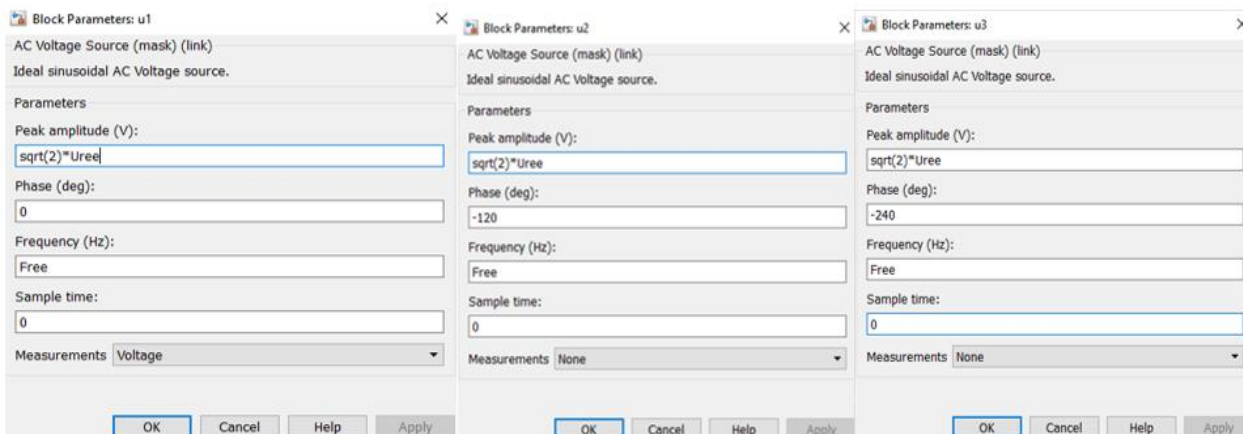 Block Parameters: u1
AC Voltage Source (mask) (link)
Ideal sinusoidal AC Voltage source.
Parameters
Peak amplitude (V):
sqrt(2)*Uree
Phase (deg):
0
Frequency (Hz):
Free
Sample time:
0
Measurements Voltage
OK Cancel Help Apply
Block Parameters: u2
AC Voltage Source (mask) (link)
Ideal sinusoidal AC Voltage source.
Parameters
Peak amplitude (V):
sqrt(2)*Uree
Phase (deg):
-120
Frequency (Hz):
Free
Sample time:
0
Measurements None
OK Cancel Help Apply
Block Parameters: u3
AC Voltage Source (mask) (link)
Ideal sinusoidal AC Voltage source.
Parameters
Peak amplitude (V):
sqrt(2)*Uree
Phase (deg):
-240
Frequency (Hz):
Free
Sample time:
0
Measurements None
OK Cancel Help Apply